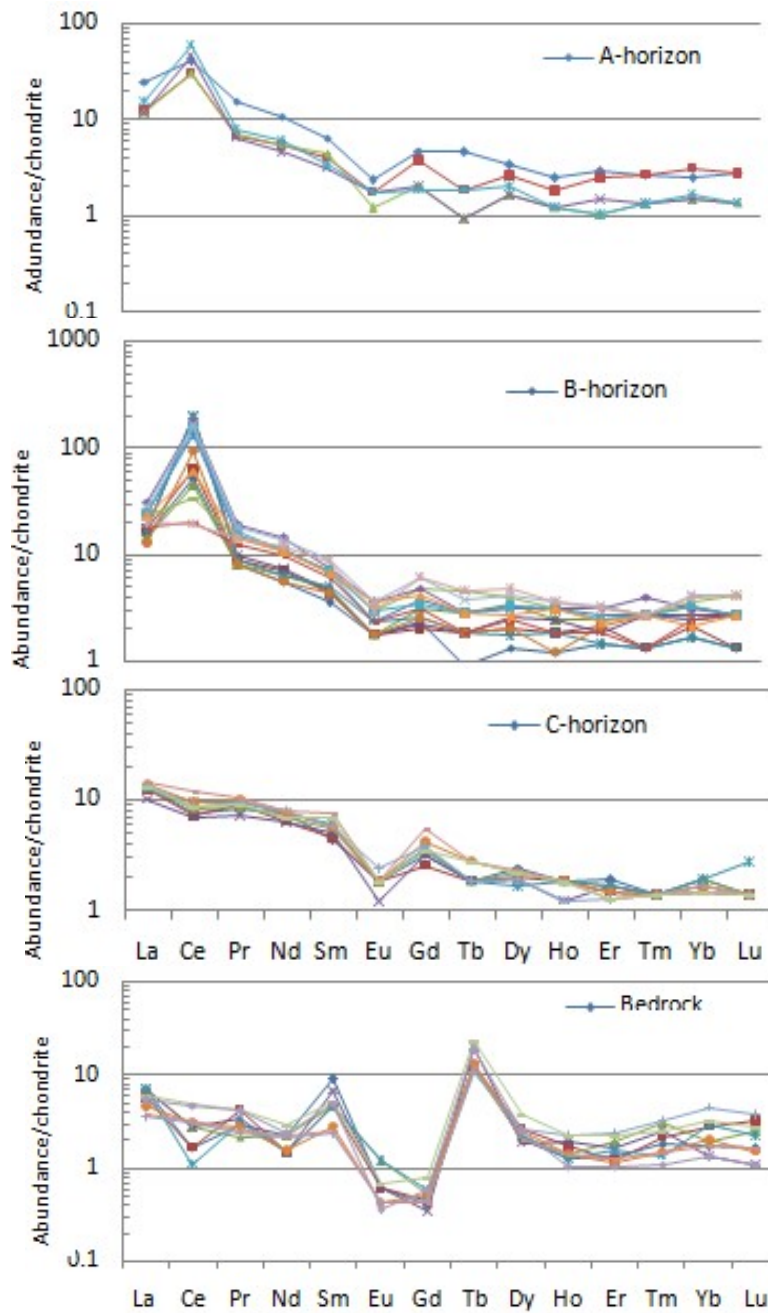 100
A-horizon
10
1
0.1
Adundance/chondrite
1000
B-horizon
100
10
1
Abundance/chondrite
100
C-horizon
10
1
Abundance/chondrite
La Ce Pr Nd Sm Eu Gd Tb Dy Ho Er Tm Yb Lu
100
Bedrock
10
1
0.1
Abundance/chondrite
La Ce Pr Nd Sm Eu Gd Tb Dy Ho Er Tm Yb Lu